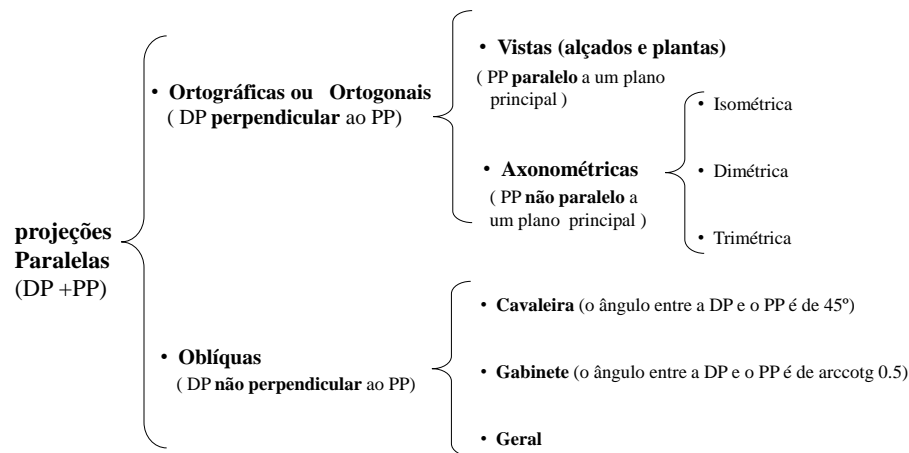 projeções
Paralelas
(DP +PP)
• Ortográficas ou Ortogonais
( DP perpendicular ao PP)
• Vistas (alçados e plantas)
( PP paralelo a um plano
principal )
• Axonométricas
( PP não paralelo a
um plano principal )
• Isométrica
• Dimétrica
• Trimétrica
• Oblíquas
( DP não perpendicular ao PP)
• Cavaleira (o ângulo entre a DP e o PP é de 45º)
• Gabinete (o ângulo entre a DP e o PP é de arccotg 0.5)
• Geral